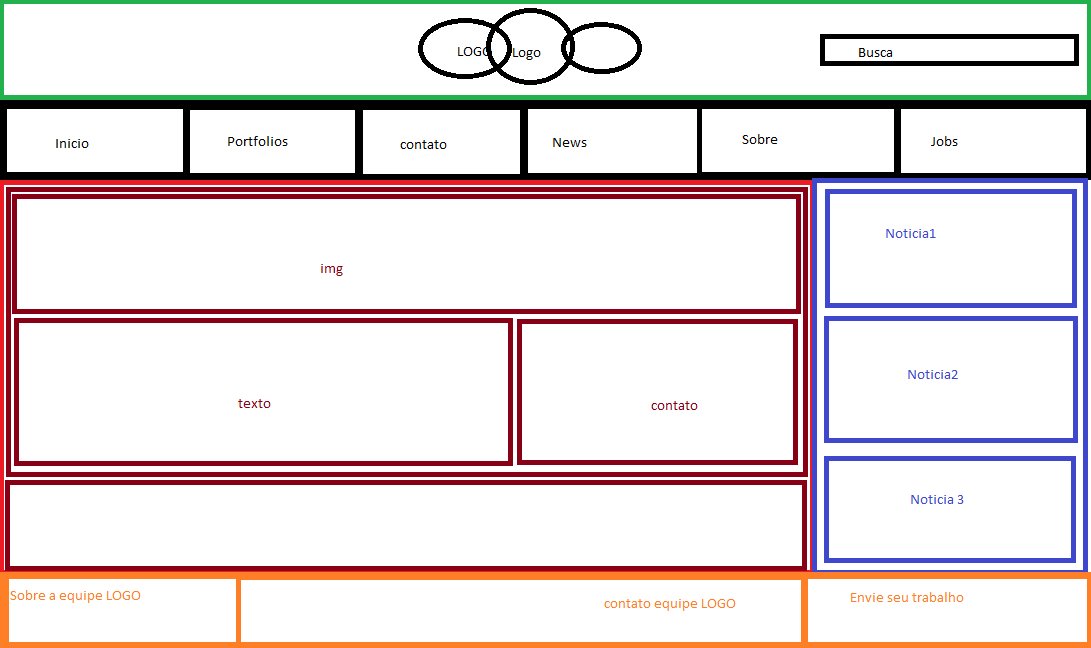 LOGO
Logo
Busca
Inicio
Portfolios
contato
News
Sobre
Jobs
img
texto
contato
Noticia1
Noticia2
Noticia 3
Sobre a equipe LOGO
contato equipe LOGO
Envie seu trabalho